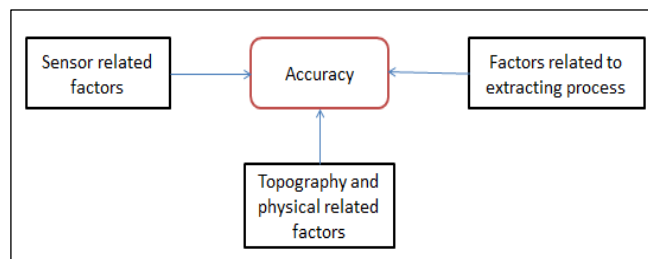 Sensor related
factors
Accuracy
Factors related to
extracting process
Topography and
physical related
factors